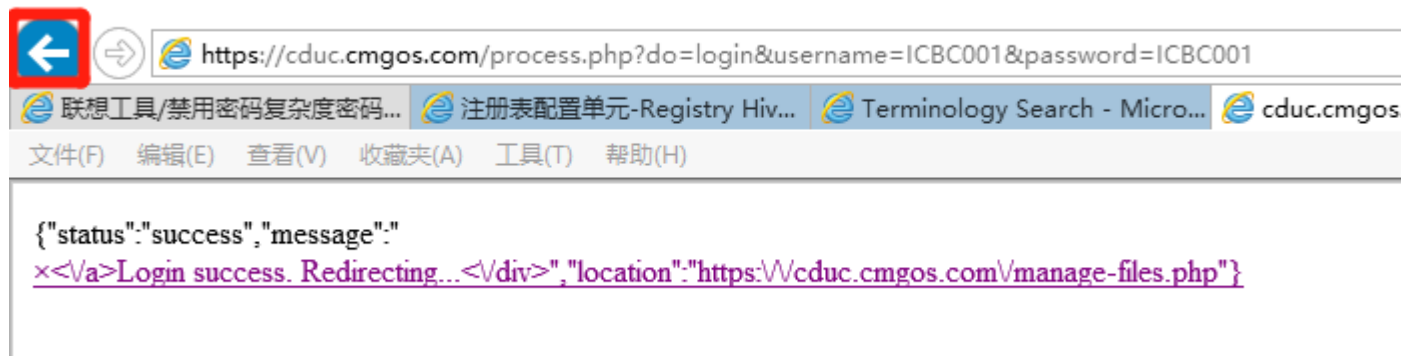 https://cduc.cmgos.com/process.php?do=login&username=ICBC001&password=ICBC001
联想工具/禁用密码复杂度密码... 注册表配置单元-Registry Hiv... Terminology Search - Micro... cduc.cmgos.
文件(F) 编辑(E) 查看(V) 收藏夹(A) 工具(T) 帮助(H)
{"status":"success","message":"
×<\/a>Login success. Redirecting...<\/div>","location":"https:\/\/cduc.cmgos.com\/manage-files.php"}